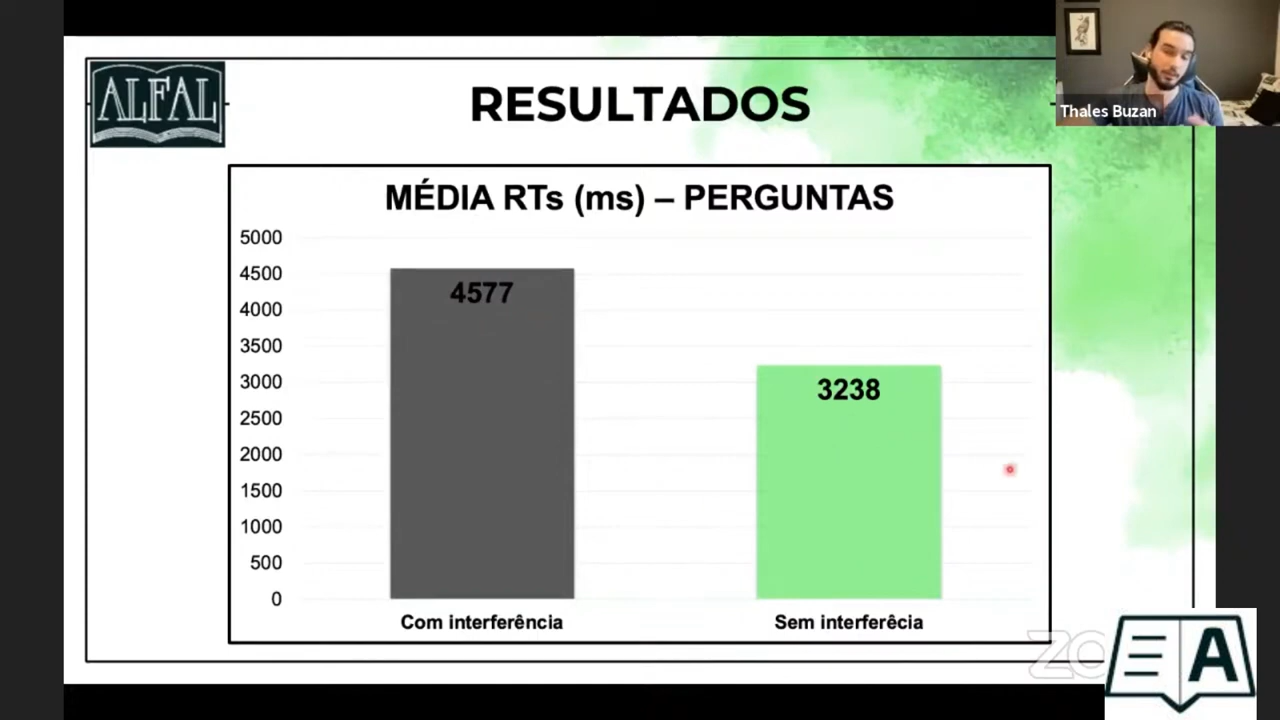 ALFAL
RESULTADOS
Thales Buzan
MÉDIA RTs (ms) – PERGUNTAS
5000
4500
4000
3500
3000
2500
2000
1500
1000
500
0
4577
3238
Com interferência
Sem interferêcia
ZO
A